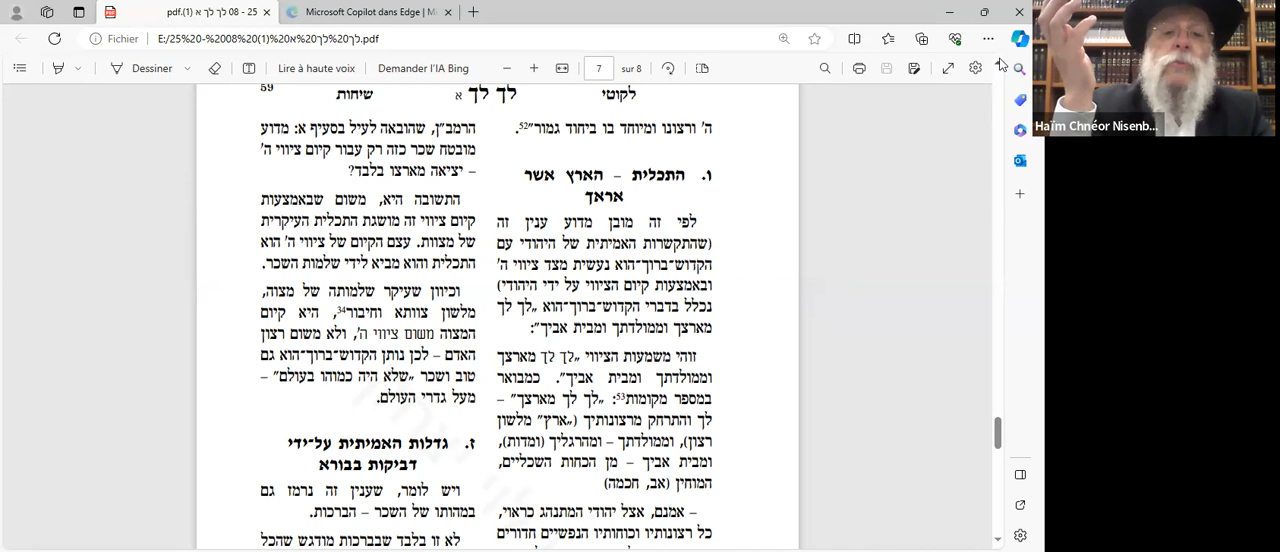 לך לך א 08 - 25.pdf (1)
Microsoft Copilot dans Edge | M
Fichier
E:/25%20-%2008%20(1)%20לך%20לך%20א.pdf
Dessiner
Lire à haute voix
Demander à Bing
7
sur 8
Haïm Chnéor Nisenb...
לקוטי
לך לך א
שיחות
59
ה' ורצונו ומיוחד בו ביחוד גמור"52.
ו. התכלית – הארץ אשר
אראך
לפי זה מובן מדוע ענין זה
(שהתקשרות האמיתית של היהודי עם
הקדוש־ברוך־הוא נעשית מצד ציווי ה'
ובאמצעות קיום הציווי על ידי היהודי)
נכלל בדברי הקדוש־ברוך־הוא „לך לך
מארצך וממולדתך ומבית אביך":
זוהי משמעות הציווי „לך לך מארצך
וממולדתך ומבית אביך". כמבואר
במספר מקומות53: „לך לך מארצך" –
לך והתרחק מרצונותיך („ארץ" מלשון
רצון), וממולדתך – ומהרגליך (ומדות),
ומבית אביך – מן הכחות השכליים,
המוחין (אב, חכמה)
– אמנם, אצל יהודי המתנהג כראוי,
כל רצונותיו וכוחותיו הנפשיים חדורים
הרמב"ן, שהובאה לעיל בסעיף א: מדוע
מובטח שכר כזה רק עבור קיום ציווי ה'
– יציאה מארצו בלבד?
התשובה היא, משום שבאמצעות
קיום ציווי זה מושגת התכלית העיקרית
של מצוות. עצם הקיום של ציווי ה' הוא
התכלית והוא מביא לידי שלמות השכר.
וכיוון שעיקר שלמותה של מצוה,
מלשון צוותא וחיבור34, היא קיום
המצוה משום ציווי ה', ולא משום רצון
האדם – לכן נותן הקדוש־ברוך־הוא גם
טוב ושכר „שלא היה כמוהו בעולם" –
מעל גדרי העולם.
ז. גדלות האמיתית על־ידי
דביקות בבורא
ויש לומר, שענין זה נרמז גם
במהותו של השכר – הברכות.
לא זו בלבד שבברכות מודגש שהכל